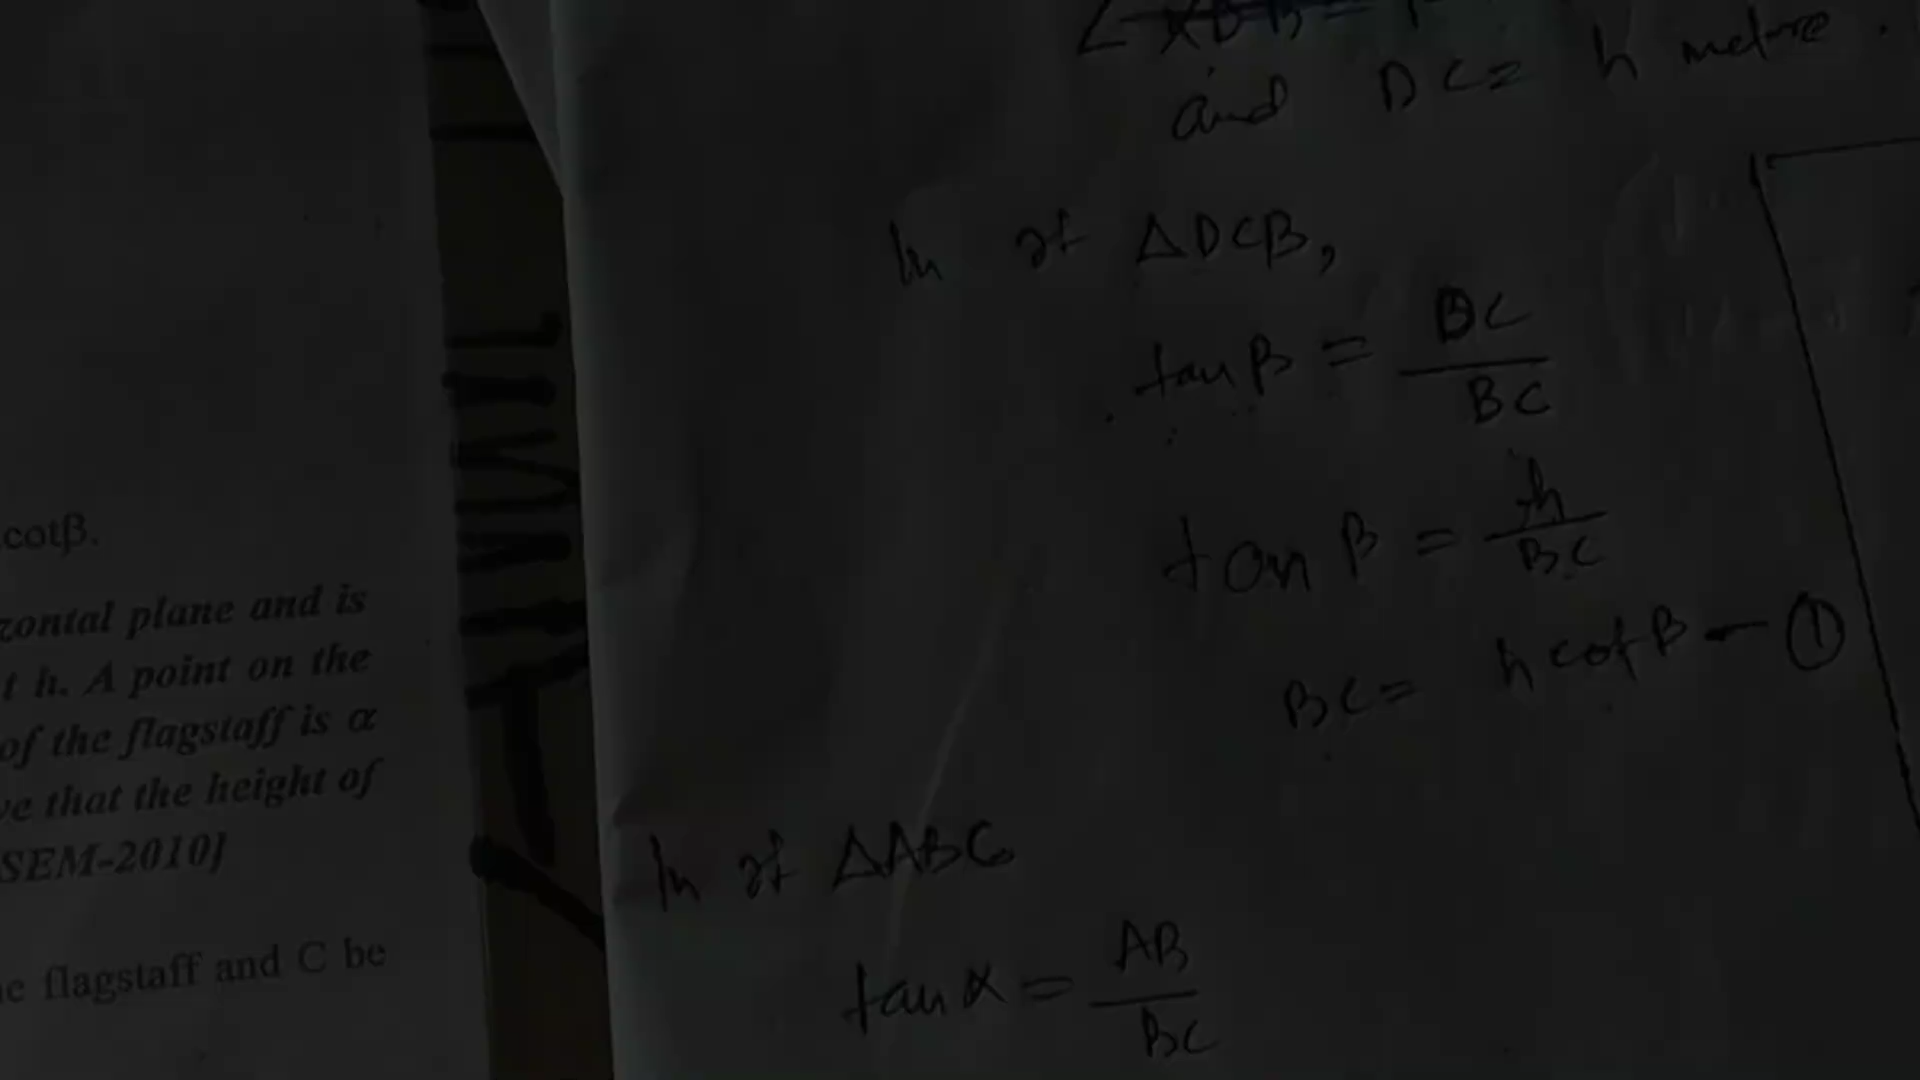 cotβ.
zontal plane and is
t h. A point on the
of the flagstaff is α
ve that the height of
SEM-2010]
e flagstaff and C be
and DC = h metre.
In rt ΔDCB,
tan β = DC / BC
tan β = h / BC
BC = h cot β — ①
In rt ΔABC
tan α = AB / BC